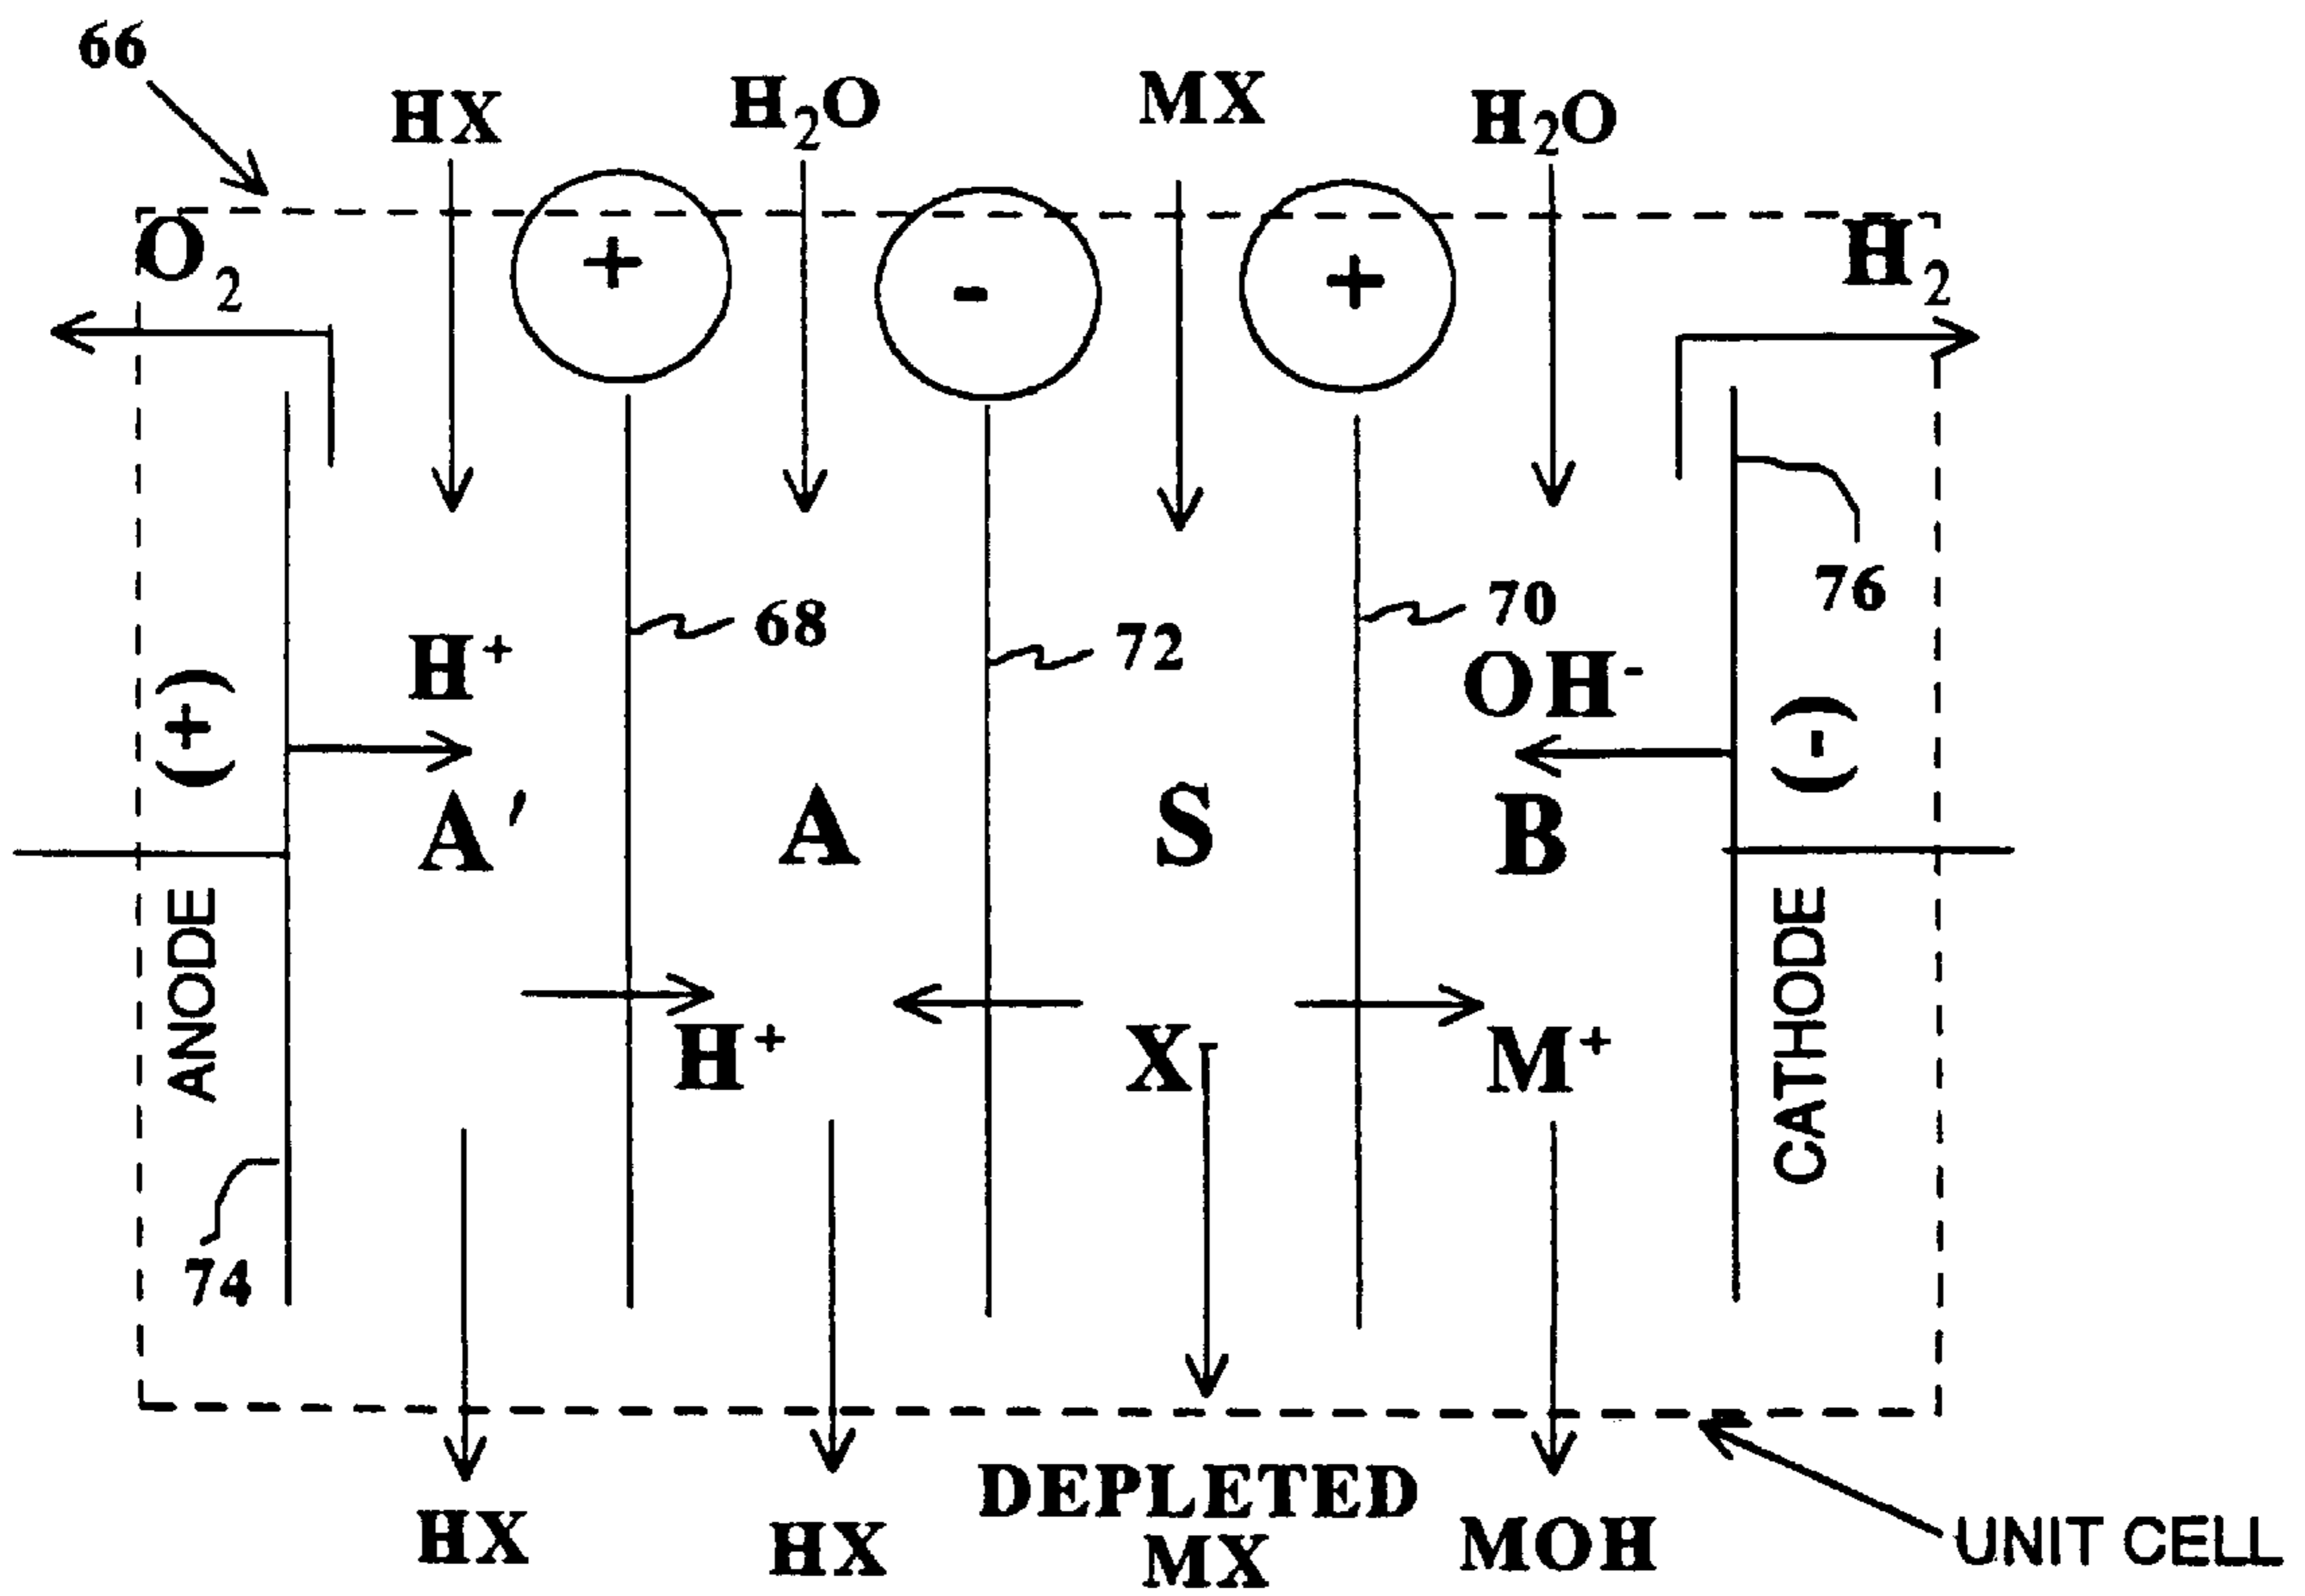 66
HX
H2O
MX
H2O
O2
+
-
+
H2
68
72
70
76
H+
OH-
(+)
(-)
A'
A
S
B
ANODE
CATHODE
H+
X-
M+
74
HX
HX
DEPLETED
MX
MOH
UNIT CELL